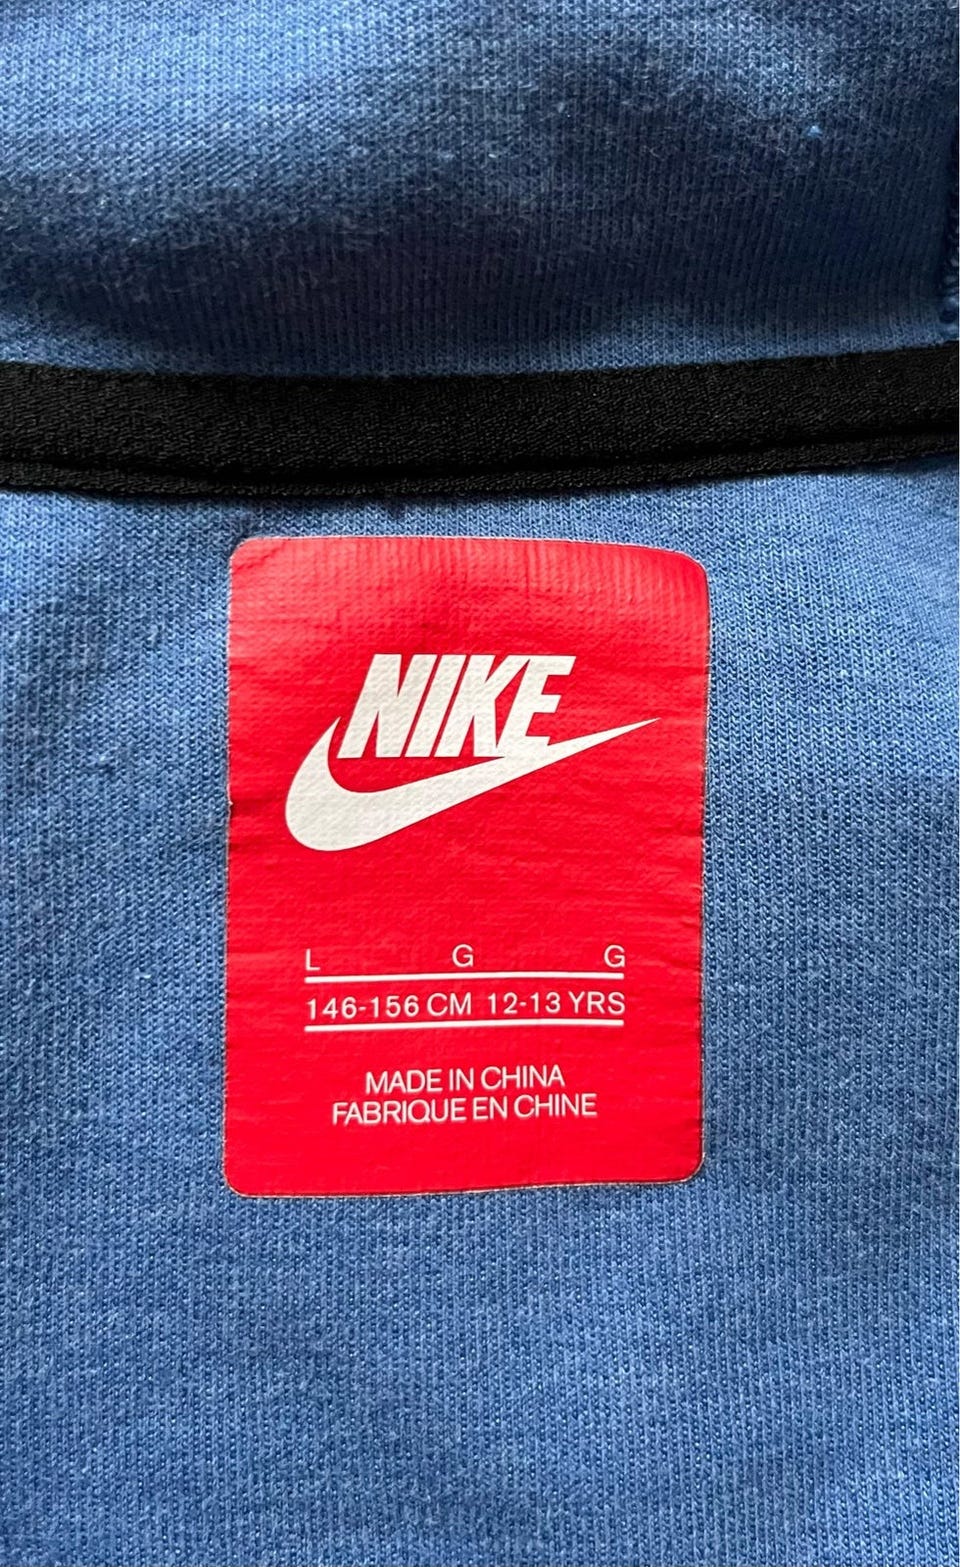 NIKE
L G G
146-156 CM 12-13 YRS
MADE IN CHINA
FABRIQUE EN CHINE